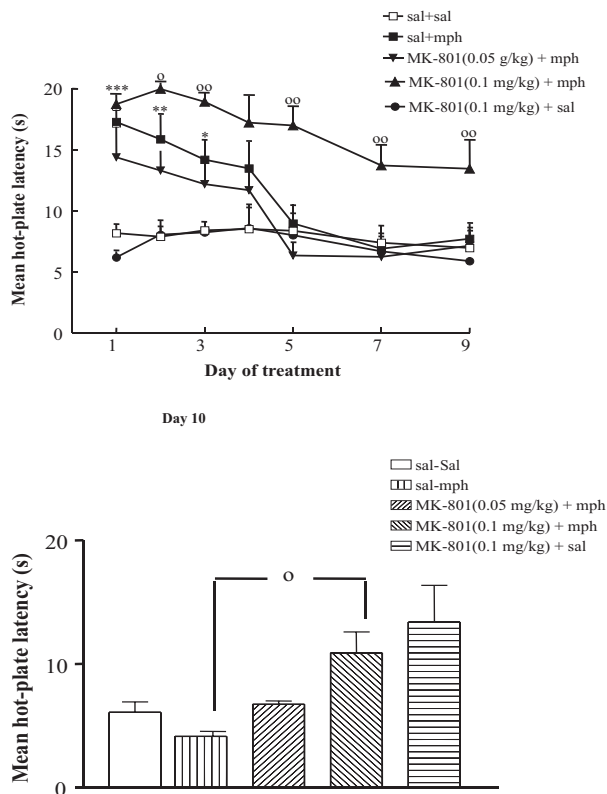 sal+sal
sal+mph
MK-801(0.05 g/kg) + mph
MK-801(0.1 mg/kg) + mph
MK-801(0.1 mg/kg) + sal
Mean hot-plate latency (s)
20
15
10
5
0
***
o
oo
oo
oo
oo
**
*
1
3
5
7
9
Day of treatment
Day 10
sal-Sal
sal-mph
MK-801(0.05 mg/kg) + mph
MK-801(0.1 mg/kg) + mph
MK-801(0.1 mg/kg) + sal
Mean hot-plate latency (s)
20
10
0
o